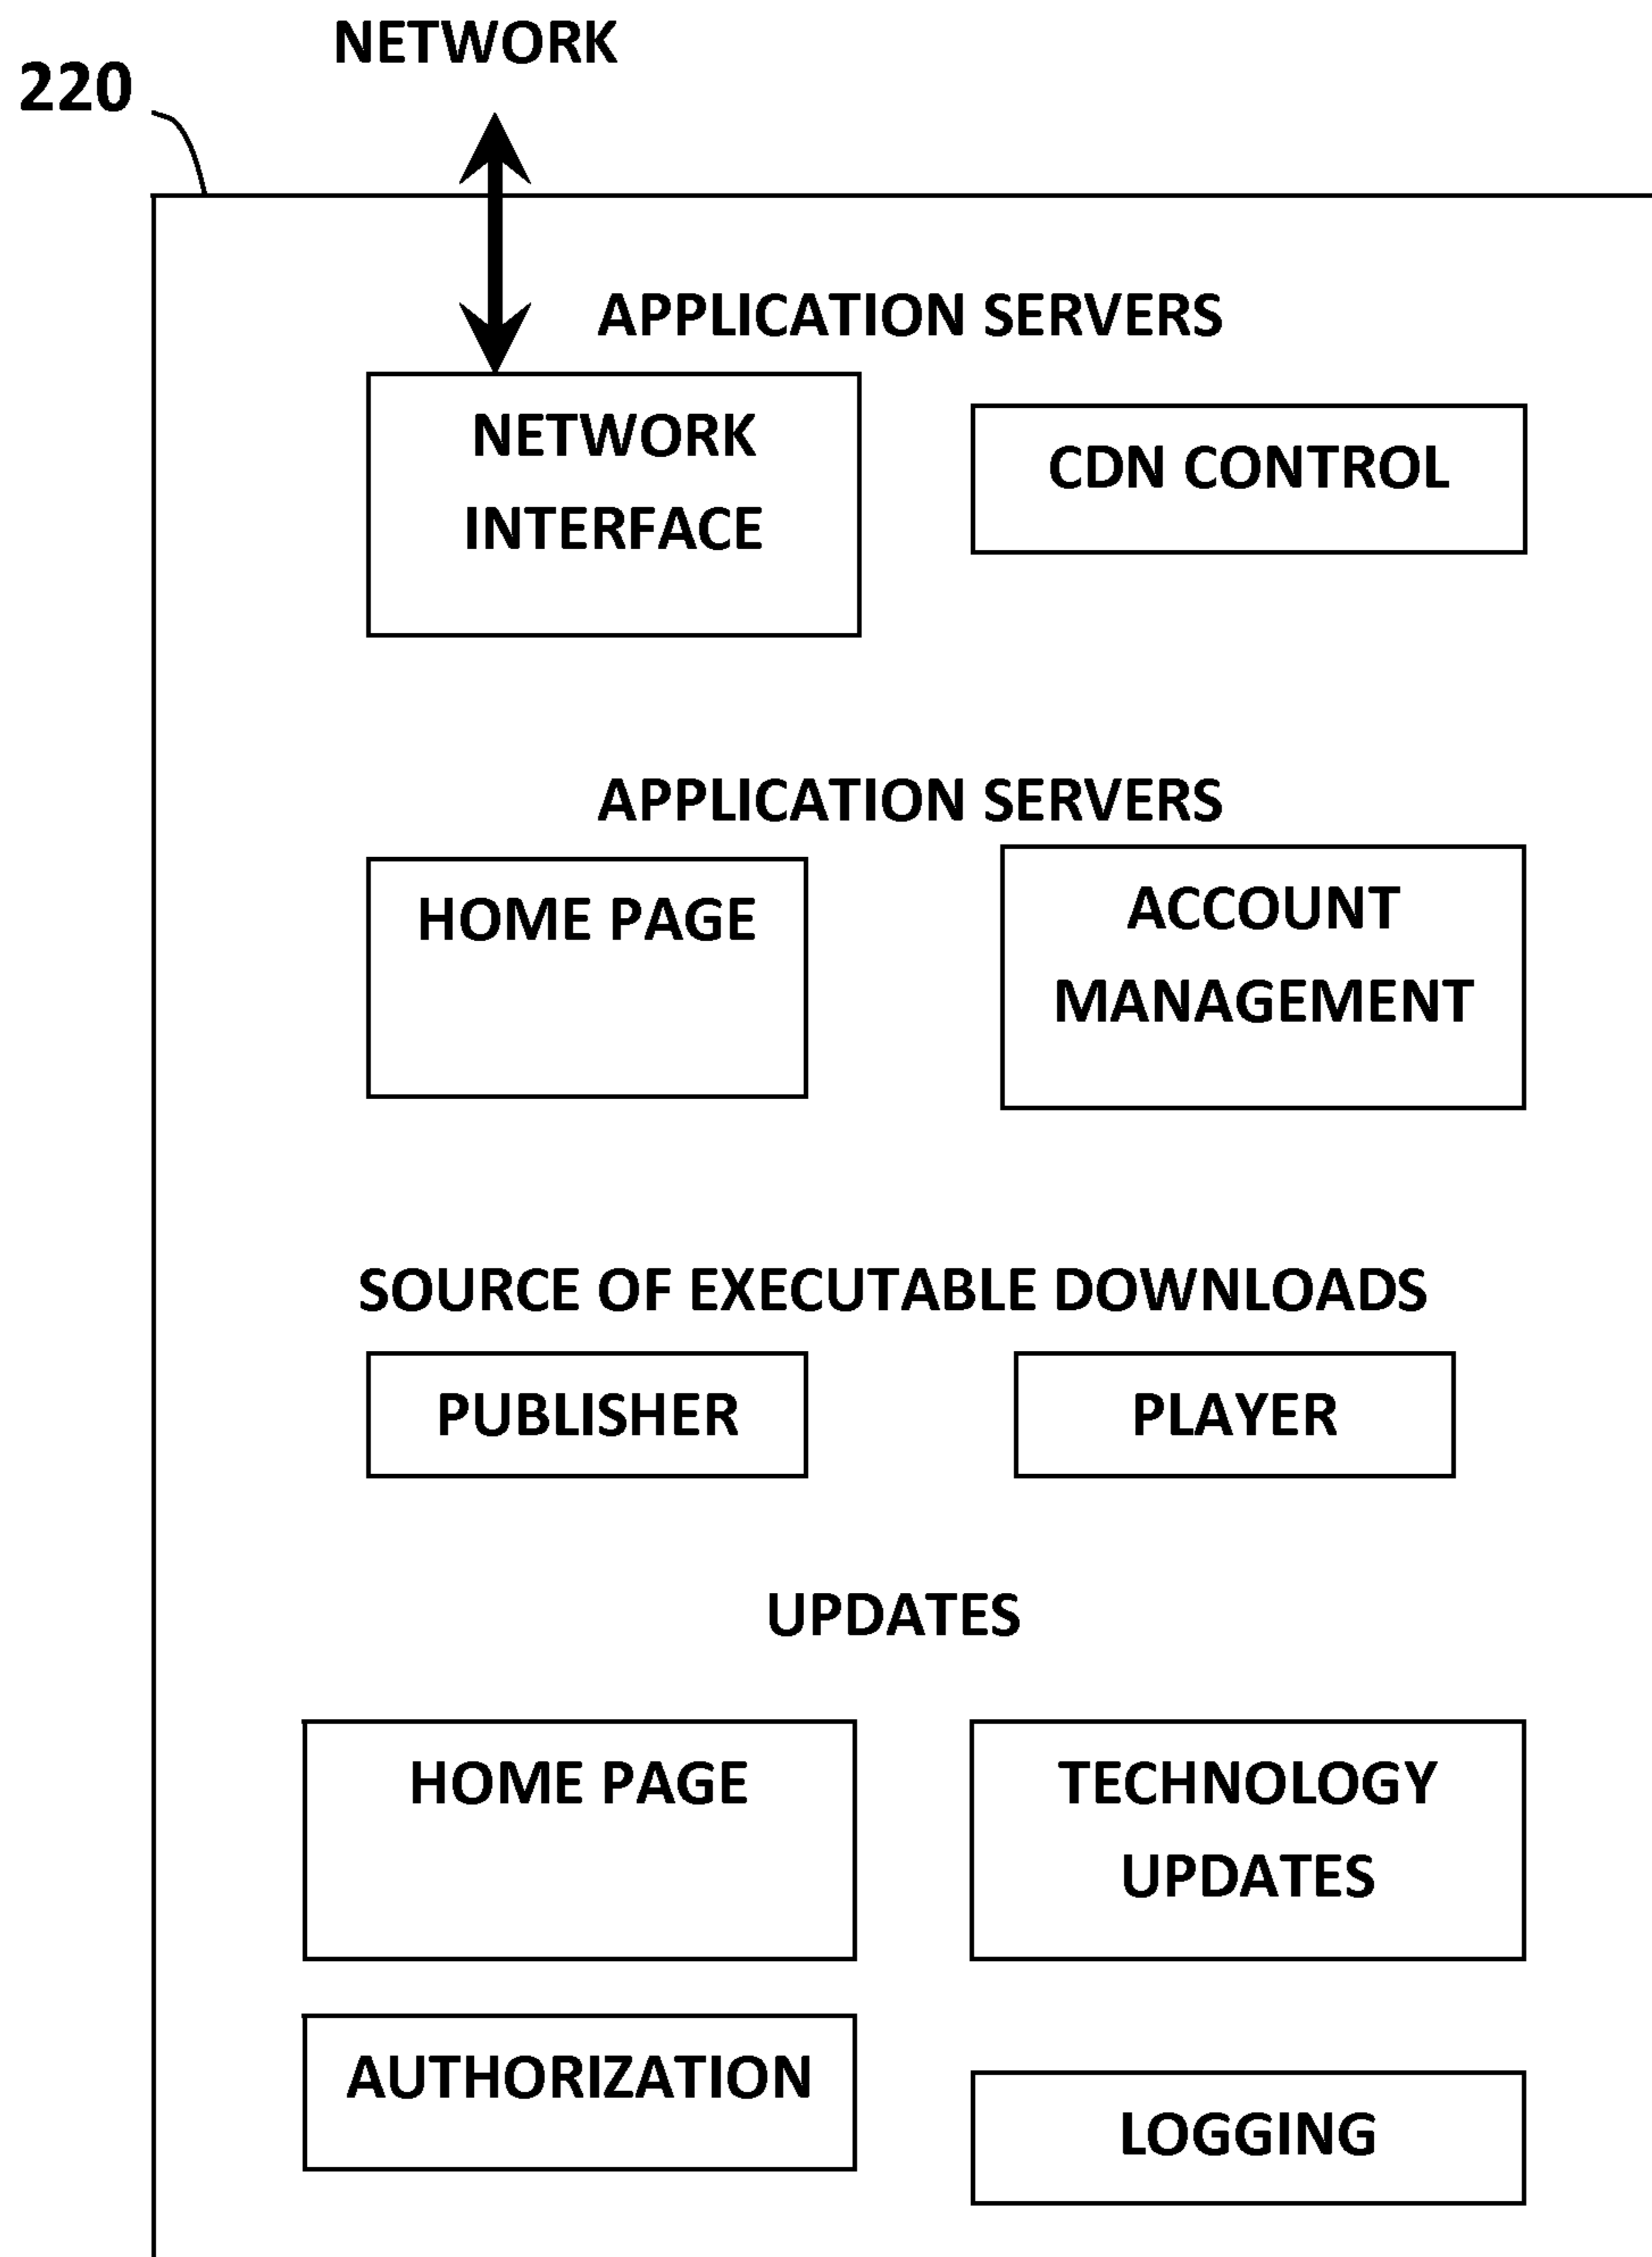 NETWORK
220
APPLICATION SERVERS
NETWORK
INTERFACE
CDN CONTROL
APPLICATION SERVERS
HOME PAGE
ACCOUNT
MANAGEMENT
SOURCE OF EXECUTABLE DOWNLOADS
PUBLISHER
PLAYER
UPDATES
HOME PAGE
TECHNOLOGY
UPDATES
AUTHORIZATION
LOGGING